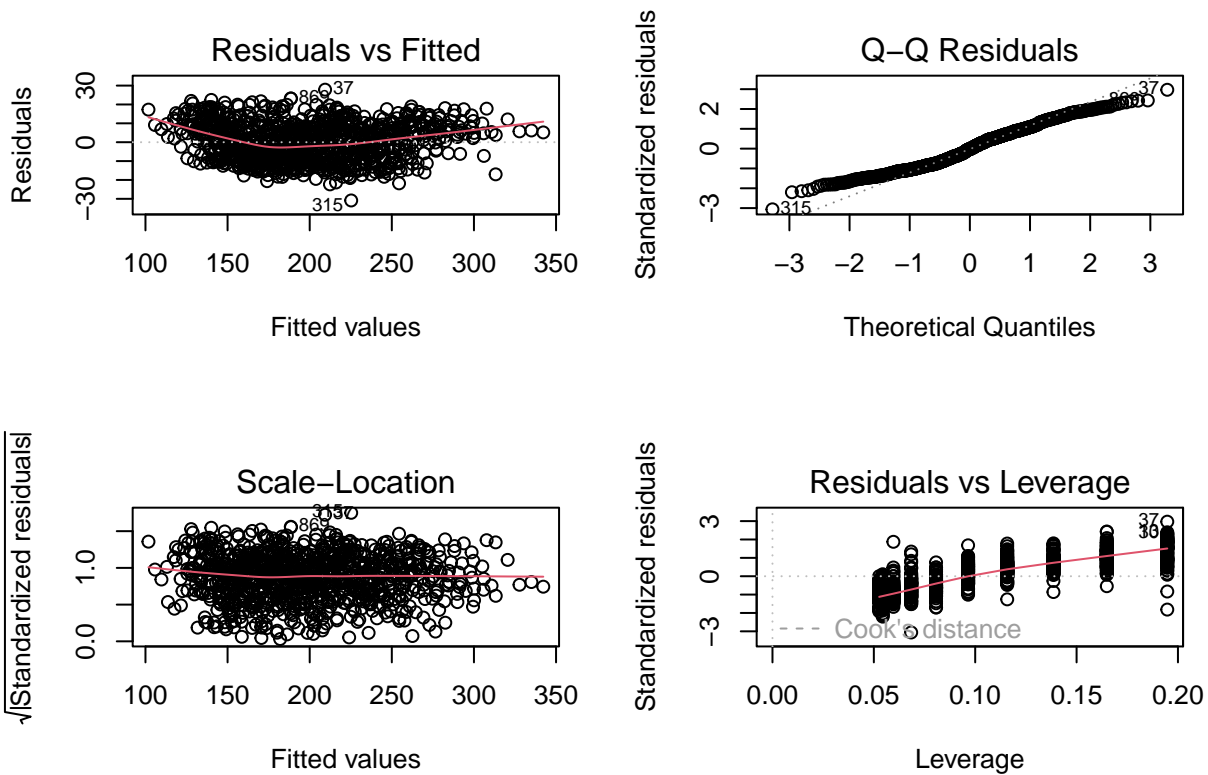 Residuals vs Fitted
Residuals
30
0
−30
37
869
315
100 150 200 250 300 350
Fitted values
Q−Q Residuals
Standardized residuals
2
0
−3
37
315
−3 −2 −1 0 1 2 3
Theoretical Quantiles
Scale−Location
√|Standardized residuals|
1.0
0.0
315
37
869
100 150 200 250 300 350
Fitted values
Residuals vs Leverage
Standardized residuals
3
0
−3
37
Cook's distance
0.00 0.05 0.10 0.15 0.20
Leverage